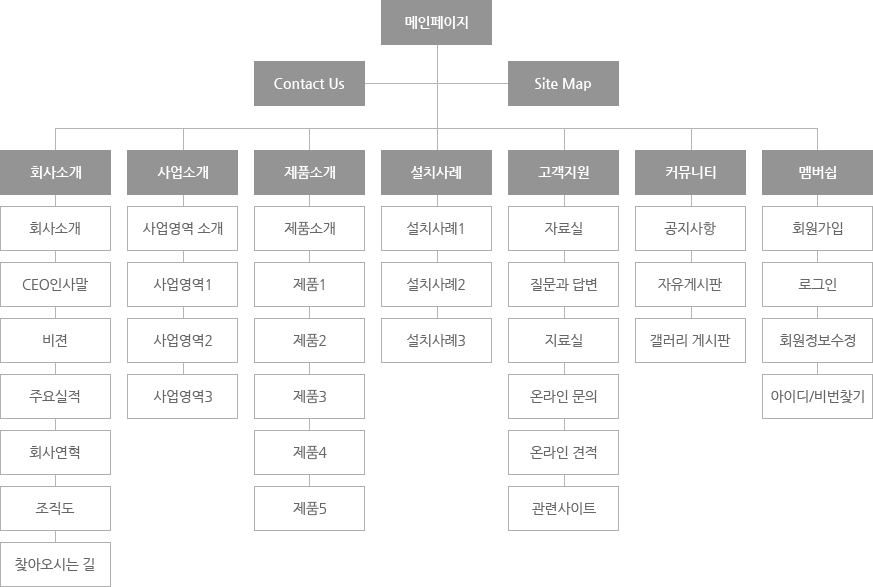 메인페이지
Contact Us
Site Map
회사소개
사업소개
제품소개
설치사례
고객지원
커뮤니티
멤버쉽
회사소개
사업영역 소개
제품소개
설치사례1
자료실
공지사항
회원가입
CEO인사말
사업영역1
제품1
설치사례2
질문과 답변
자유게시판
로그인
비젼
사업영역2
제품2
설치사례3
지료실
갤러리 게시판
회원정보수정
주요실적
사업영역3
제품3
온라인 문의
아이디/비번찾기
회사연혁
제품4
온라인 견적
조직도
제품5
관련사이트
찾아오시는 길